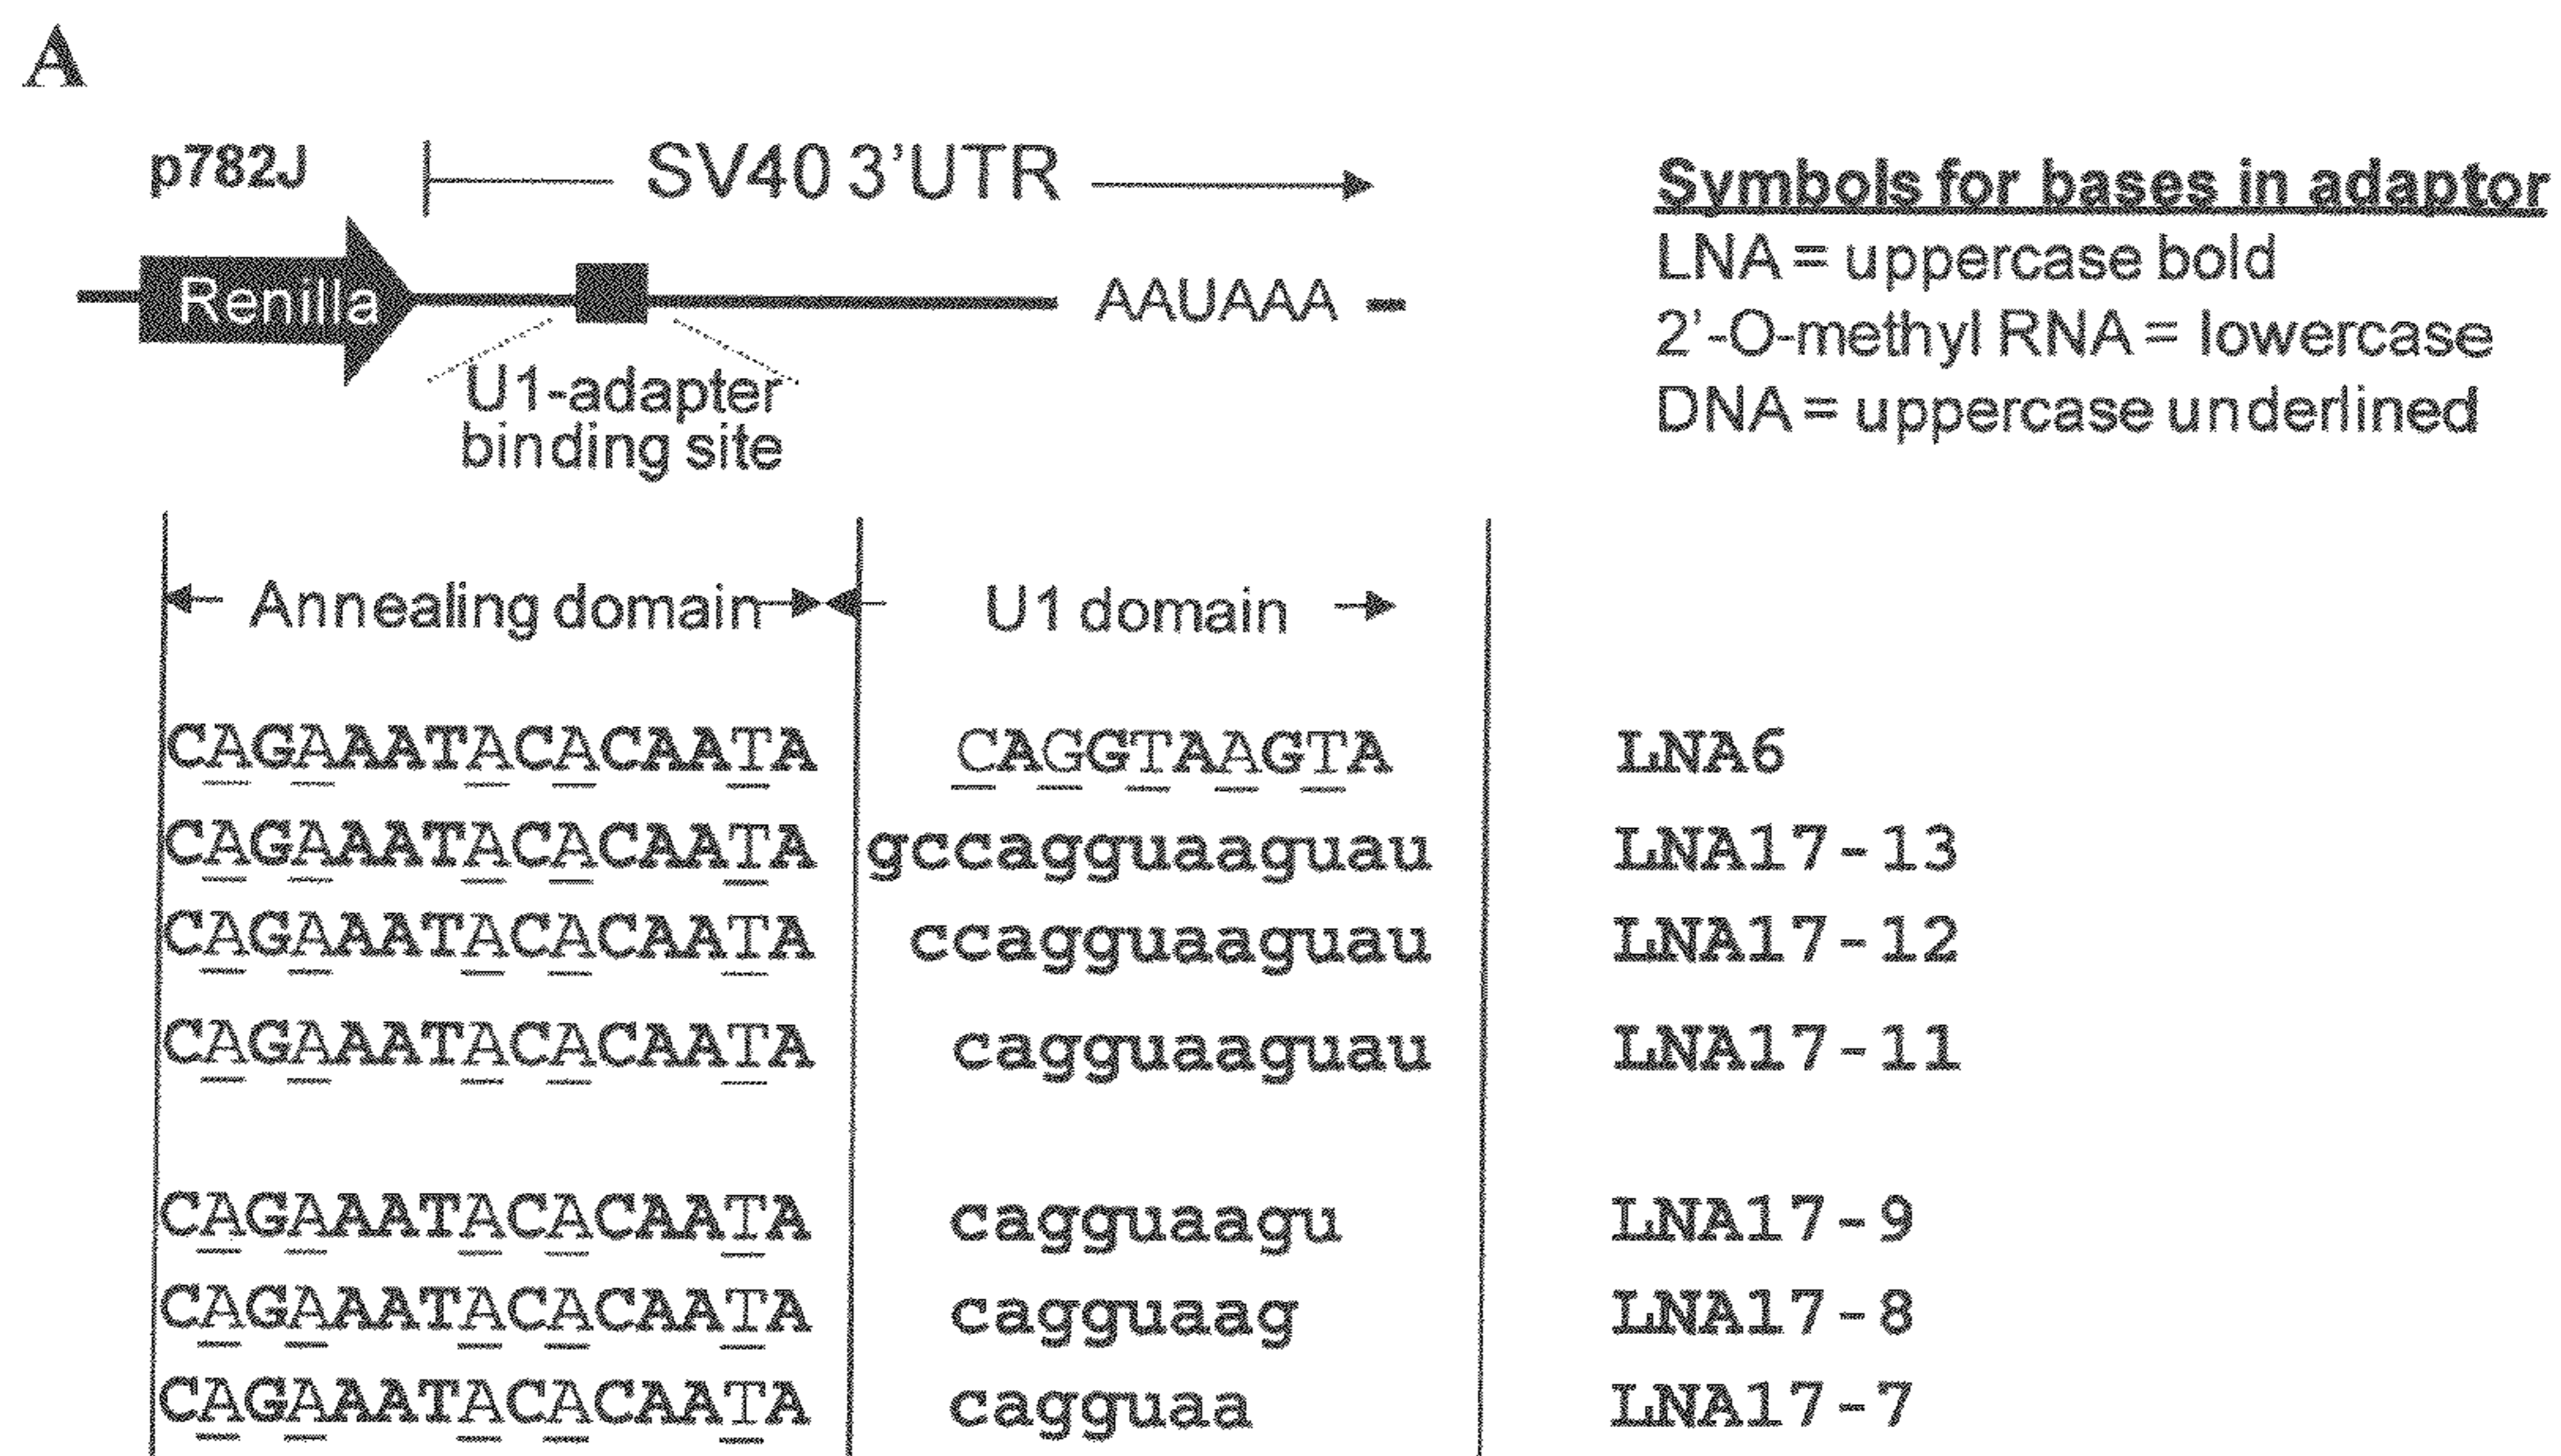 A
p782J
SV40 3'UTR
Renilla
AAUAAA
U1-adapter
binding site
Symbols for bases in adaptor
LNA = uppercase bold
2'-O-methyl RNA = lowercase
DNA = uppercase underlined
Annealing domain U1 domain
CAGAAATACACAATA CAGGTAAGTA LNA6
CAGAAATACACAATA gccagguaaguau LNA17-13
CAGAAATACACAATA ccagguaaguau LNA17-12
CAGAAATACACAATA cagguaaguau LNA17-11
CAGAAATACACAATA cagguaagu LNA17-9
CAGAAATACACAATA cagguaag LNA17-8
CAGAAATACACAATA cagguaa LNA17-7